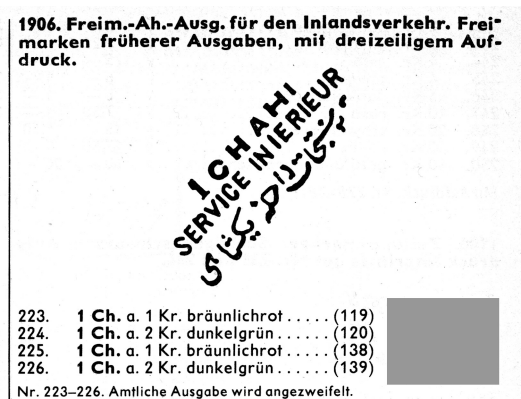 1906. Freim.-Ah.-Ausg. für den Inlandsverkehr. Frei-
marken früherer Ausgaben, mit dreizeiligem Auf-
druck.
1 CHAHI
SERVICE INIERIEUR
223. 1 Ch. a. 1 Kr. bräunlichrot ..... (119)
224. 1 Ch. a. 2 Kr. dunkelgrün ..... (120)
225. 1 Ch. a. 1 Kr. bräunlichrot ..... (138)
226. 1 Ch. a. 2 Kr. dunkelgrün ..... (139)
Nr. 223–226. Amtliche Ausgabe wird angezweifelt.